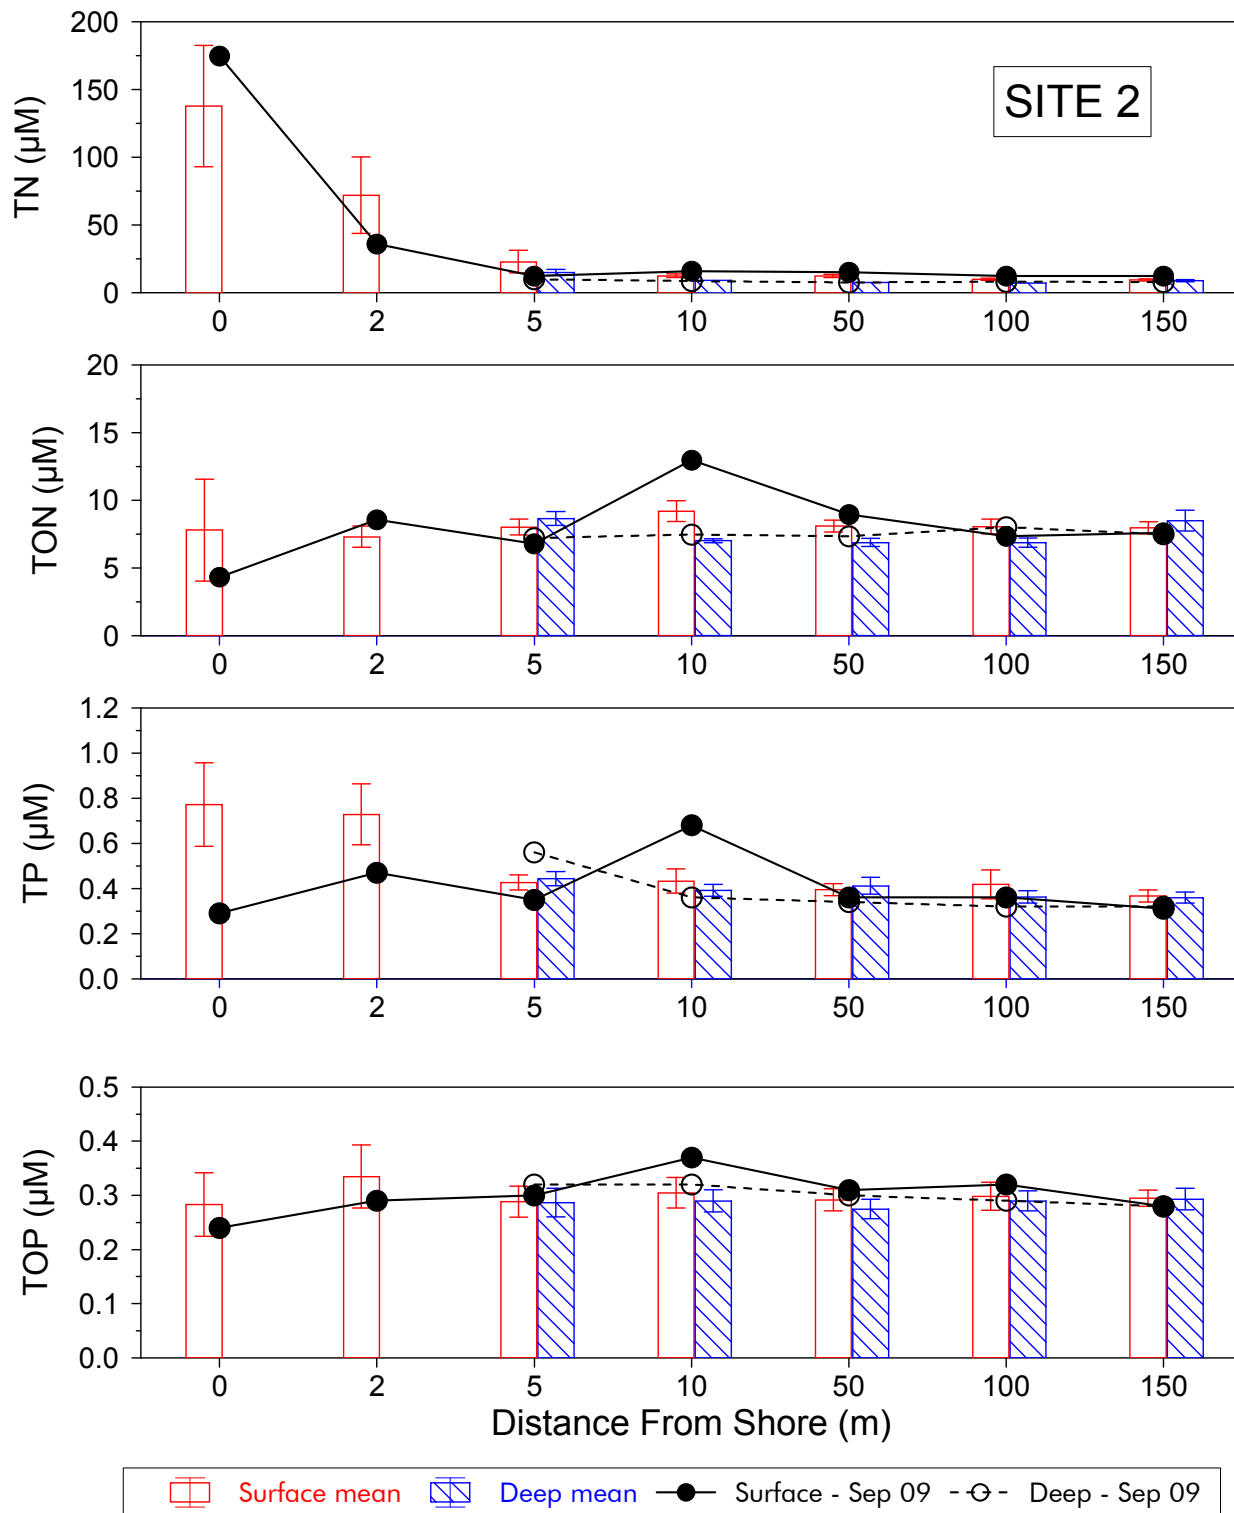 200
150
100
50
0
TN (µM)
SITE 2
0 2 5 10 50 100 150
20
15
10
5
0
TON (µM)
0 2 5 10 50 100 150
1.2
1.0
0.8
0.6
0.4
0.2
0.0
TP (µM)
0 2 5 10 50 100 150
0.5
0.4
0.3
0.2
0.1
0.0
TOP (µM)
0 2 5 10 50 100 150
Distance From Shore (m)
Surface mean Deep mean Surface - Sep 09 Deep - Sep 09